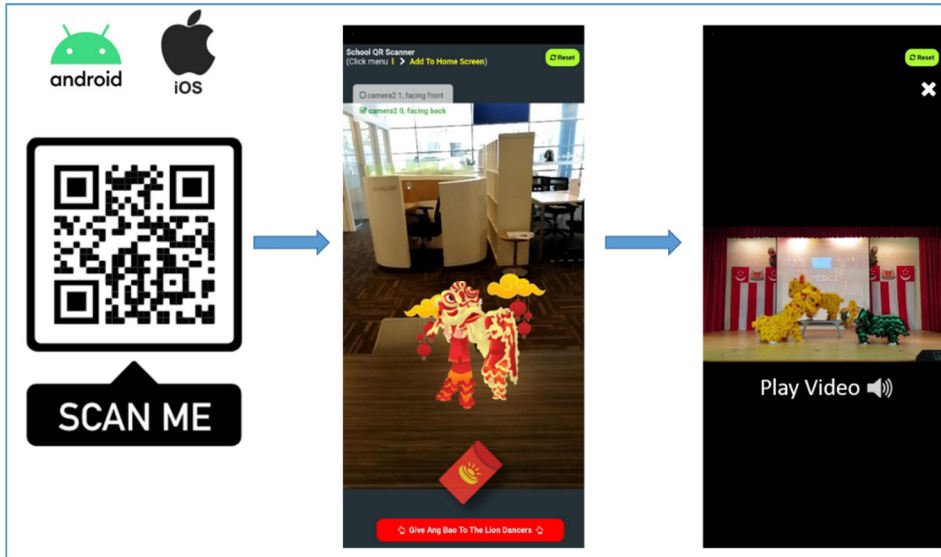 android
iOS
SCAN ME
School QR Scanner
(Click menu ⋮ > Add To Home Screen)
Reset
camera2 1, facing front
camera2 0, facing back
Give Ang Bao To The Lion Dancers
Reset
Play Video